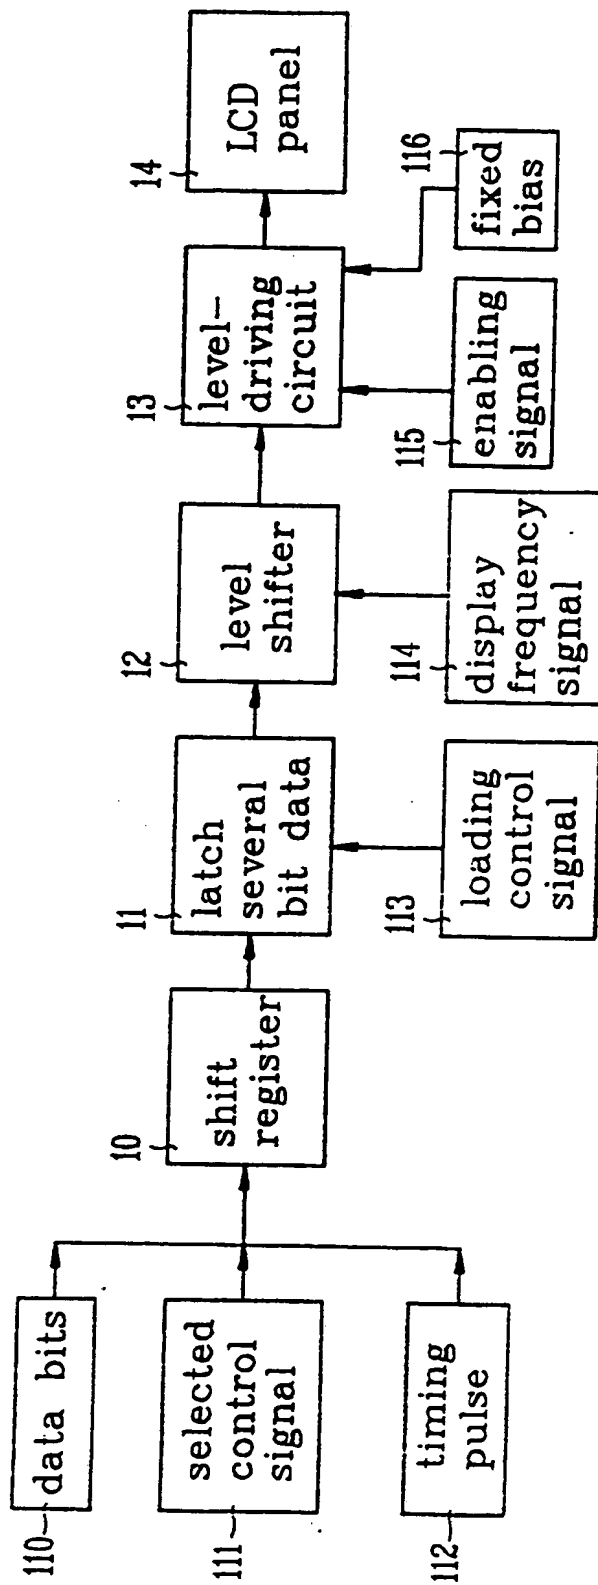 110
data bits
111
selected
control
signal
112
timing
pulse
10
shift
register
11
latch
several
bit data
113
loading
control
signal
12
level
shifter
114
display
frequency
signal
13
level-
driving
circuit
115
enabling
signal
116
fixed
bias
14
LCD
panel